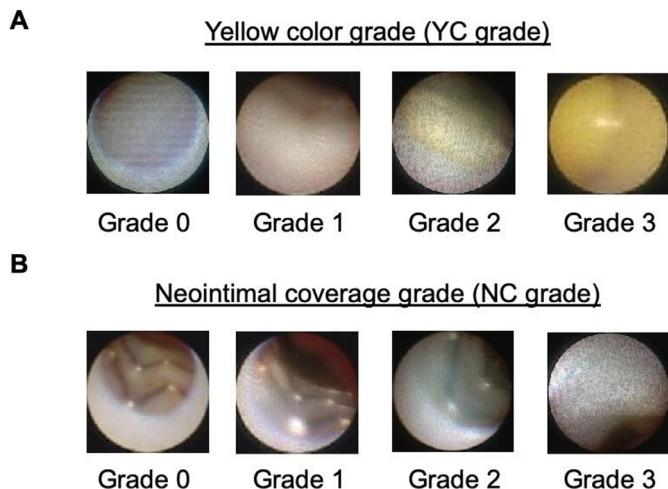 A
Yellow color grade (YC grade)
Grade 0 Grade 1 Grade 2 Grade 3
B
Neointimal coverage grade (NC grade)
Grade 0 Grade 1 Grade 2 Grade 3